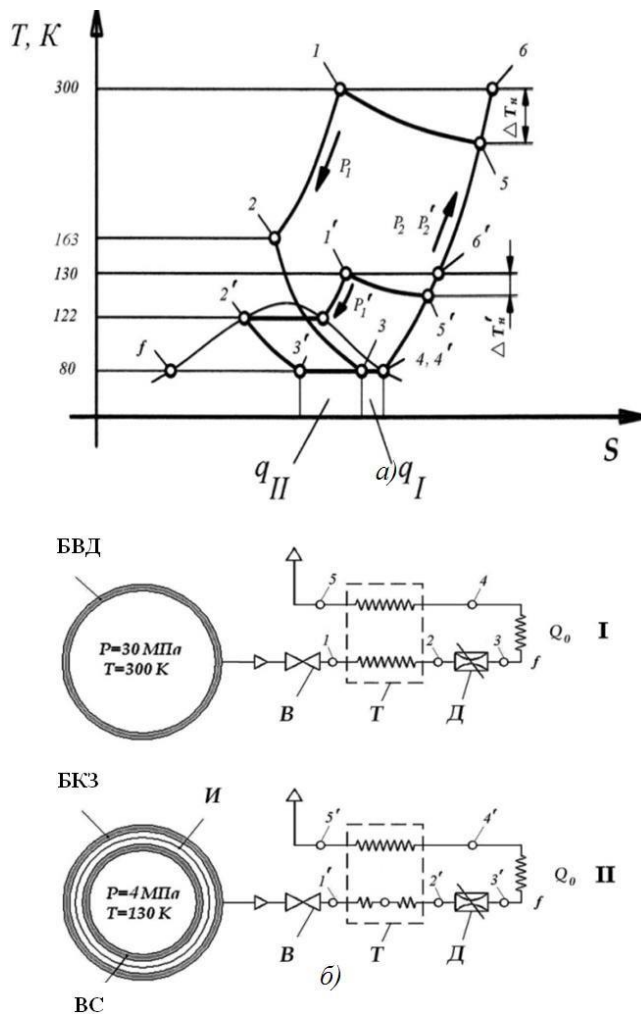 T, К
1
6
300
△ Tн
P₁
5
2
163
P₂ P₂′
1′
6′
130
2′
P₁′
△ Tн′
122
5′
f
3′
3
4, 4′
80
S
qII
а)
qI
БВД
5
4
P=30 МПа
T=300 К
1
2
3
Q₀
I
f
В
Т
Д
БКЗ
И
5′
4′
P=4 МПа
T=130 К
1′
2′
3′
Q₀
II
f
В
Т
Д
б)
ВС